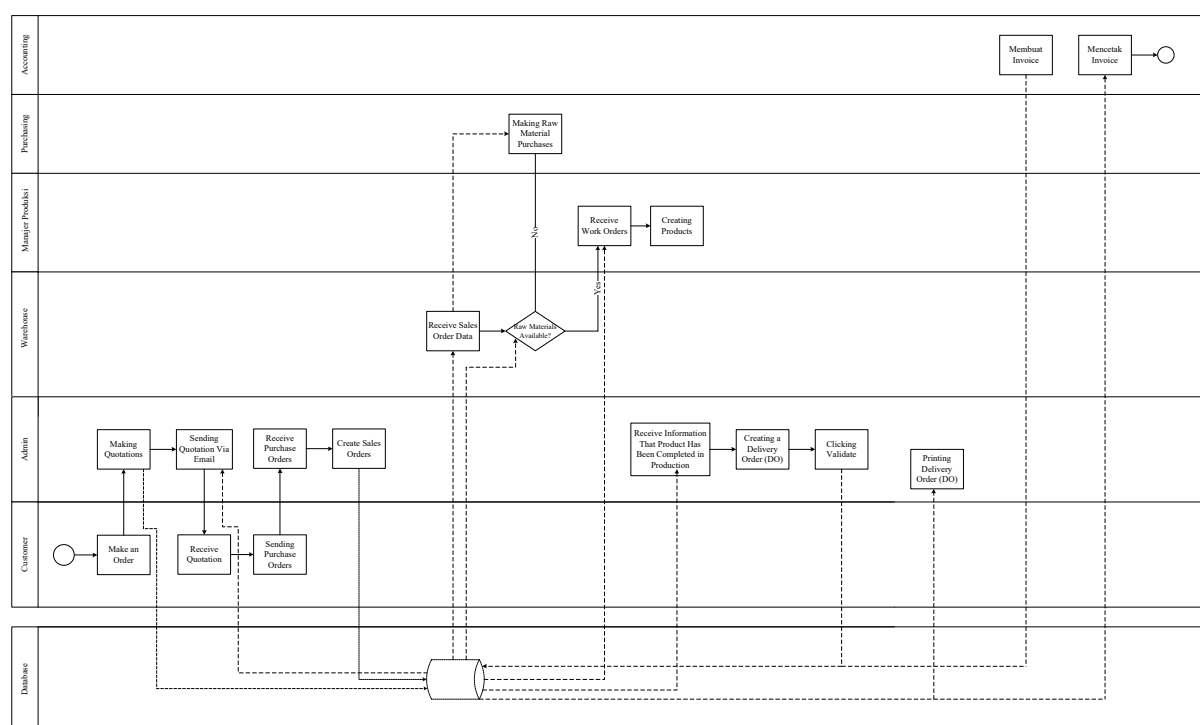 Accounting
Membuat
Invoice
Mencetak
Invoice
Purchasing
Making Raw
Material
Purchases
Manajer Produksi
Receive
Work Orders
Creating
Products
No
Yes
Warehouse
Receive Sales
Order Data
Raw Materials
Available?
Admin
Making
Quotations
Sending
Quotation Via
Email
Receive
Purchase
Orders
Create Sales
Orders
Receive Information
That Product Has
Been Completed in
Production
Creating a
Delivery
Order (DO)
Clicking
Validate
Printing
Delivery
Order (DO)
Customer
Make an
Order
Receive
Quotation
Sending
Purchase
Orders
Database